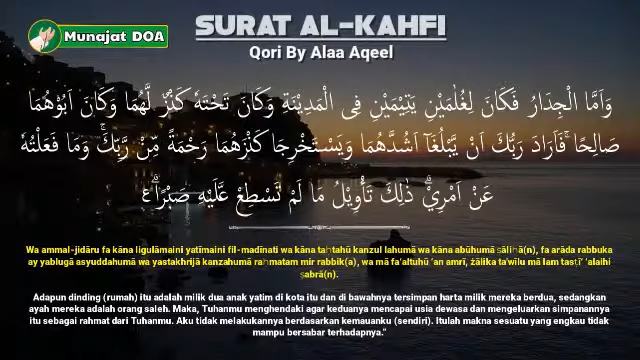 Munajat DOA
SURAT AL-KAHFI
Qori By Alaa Aqeel
وَاَمَّا الْجِدَارُ فَكَانَ لِغُلٰمَيْنِ يَتِيْمَيْنِ فِى الْمَدِيْنَةِ وَكَانَ تَحْتَهٗ كَنْزٌ لَّهُمَا وَكَانَ اَبُوْهُمَا
صَالِحًا ۚفَاَرَادَ رَبُّكَ اَنْ يَّبْلُغَآ اَشُدَّهُمَا وَيَسْتَخْرِجَا كَنْزَهُمَا رَحْمَةً مِّنْ رَّبِّكَۚ وَمَا فَعَلْتُهٗ
عَنْ اَمْرِيْۗ ذٰلِكَ تَأْوِيْلُ مَا لَمْ تَسْطِعْ عَّلَيْهِ صَبْرًاۗ ࣖ
Wa ammal-jidāru fa kāna ligulāmaini yatīmaini fil-madīnati wa kāna taḥtahū kanzul lahumā wa kāna abūhumā ṣāliḥā(n), fa arāda rabbuka
ay yablugā asyuddahumā wa yastakhrijā kanzahumā raḥmatam mir rabbik(a), wa mā fa‘altuhū ‘an amrī, żālika ta'wīlu mā lam tasṭi‘ ‘alaihi
ṣabrā(n).
Adapun dinding (rumah) itu adalah milik dua anak yatim di kota itu dan di bawahnya tersimpan harta milik mereka berdua, sedangkan
ayah mereka adalah orang saleh. Maka, Tuhanmu menghendaki agar keduanya mencapai usia dewasa dan mengeluarkan simpanannya
itu sebagai rahmat dari Tuhanmu. Aku tidak melakukannya berdasarkan kemauanku (sendiri). Itulah makna sesuatu yang engkau tidak
mampu bersabar terhadapnya.”